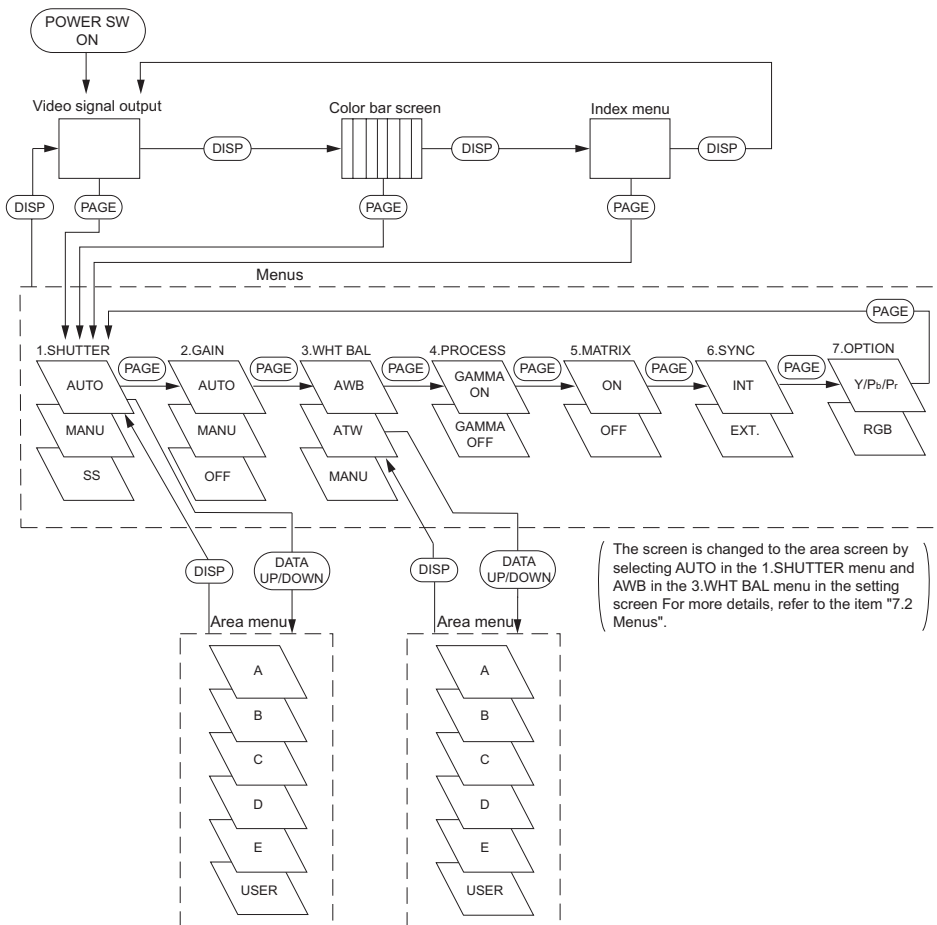 POWER SW
ON
Video signal output
Color bar screen
Index menu
DISP
DISP
DISP
DISP
PAGE
PAGE
PAGE
Menus
PAGE
1.SHUTTER
2.GAIN
3.WHT BAL
4.PROCESS
5.MATRIX
6.SYNC
7.OPTION
PAGE
PAGE
PAGE
PAGE
PAGE
PAGE
AUTO
AUTO
AWB
GAMMA
ON
ON
INT
Y/Pb/Pr
MANU
MANU
ATW
GAMMA
OFF
OFF
EXT.
RGB
SS
OFF
MANU
DISP
DATA
UP/DOWN
DISP
DATA
UP/DOWN
The screen is changed to the area screen by
selecting AUTO in the 1.SHUTTER menu and
AWB in the 3.WHT BAL menu in the setting
screen For more details, refer to the item "7.2
Menus".
Area menu
Area menu
A
A
B
B
C
C
D
D
E
E
USER
USER